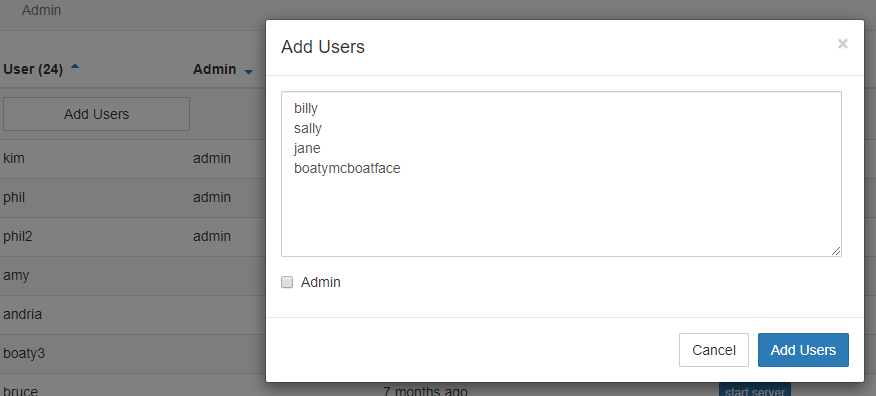 Admin
User (24) Admin
Add Users
kim admin
phil admin
phil2 admin
amy
andria
boaty3
bruce 7 months ago start server
Add Users ×
billy
sally
jane
boatymcboatface
Admin
Cancel Add Users